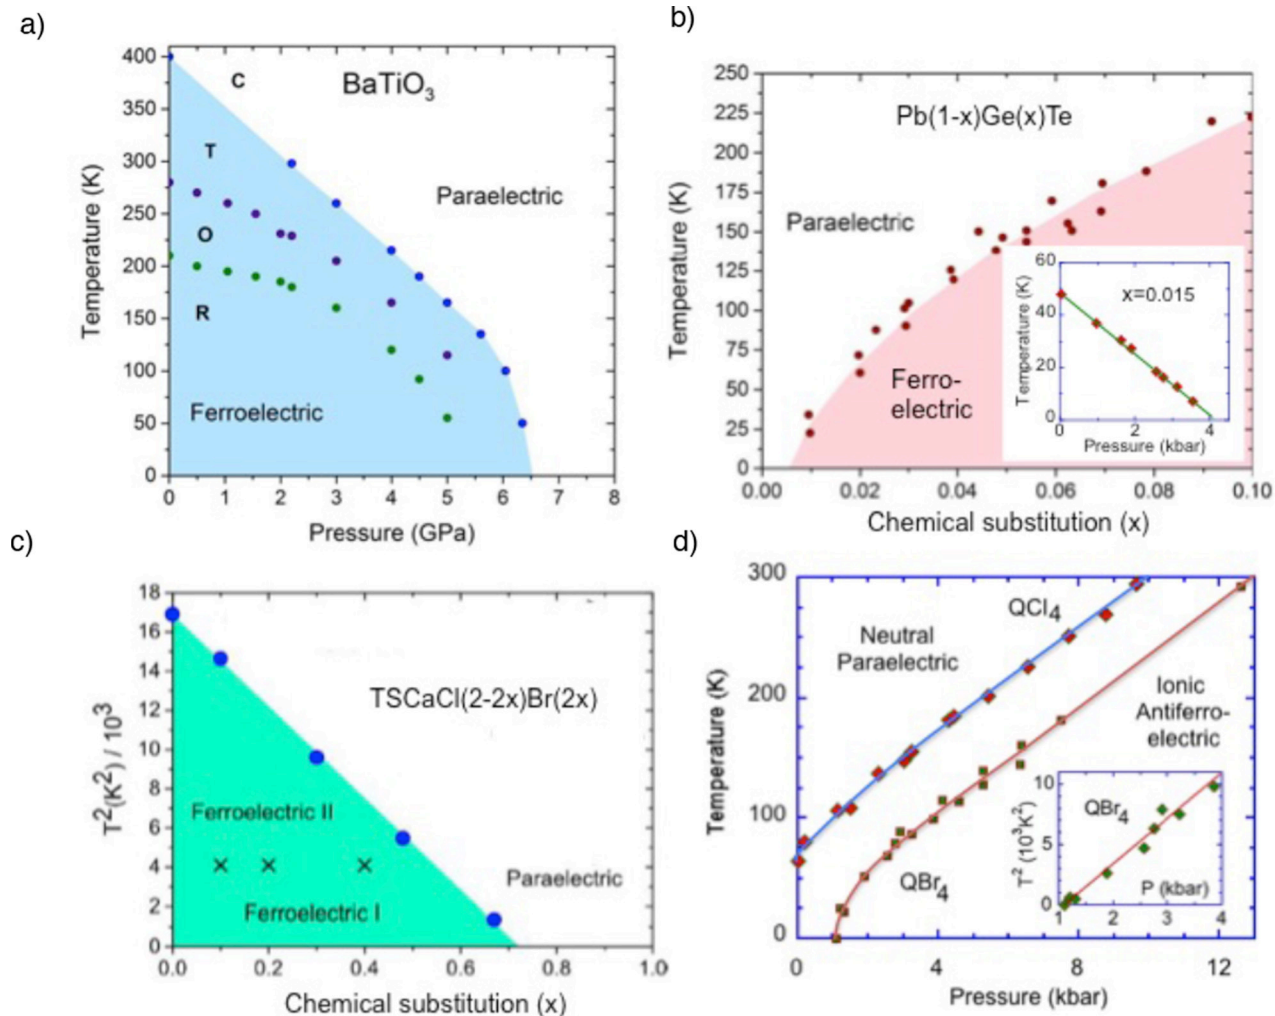 a)
400
350
300
250
200
150
100
50
0
Temperature (K)
C
BaTiO3
T
Paraelectric
O
R
Ferroelectric
0 1 2 3 4 5 6 7 8
Pressure (GPa)
b)
250
225
200
175
150
125
100
75
50
25
0
Temperature (K)
Pb(1-x)Ge(x)Te
Paraelectric
Ferro-
electric
60
40
20
0
Temperature (K)
x=0.015
0 2 4
Pressure (kbar)
0.00 0.02 0.04 0.06 0.08 0.10
Chemical substitution (x)
c)
18
16
14
12
10
8
6
4
2
0
T2(K2) / 103
TSCaCl(2-2x)Br(2x)
Ferroelectric II
Paraelectric
Ferroelectric I
0.0 0.2 0.4 0.6 0.8 1.0
Chemical substitution (x)
d)
300
200
100
0
Temperature (K)
QCl4
Neutral
Paraelectric
Ionic
Antiferro-
electric
QBr4
10
5
0
T2 (103K2)
QBr4
P (kbar)
1 2 3 4
0 4 8 12
Pressure (kbar)